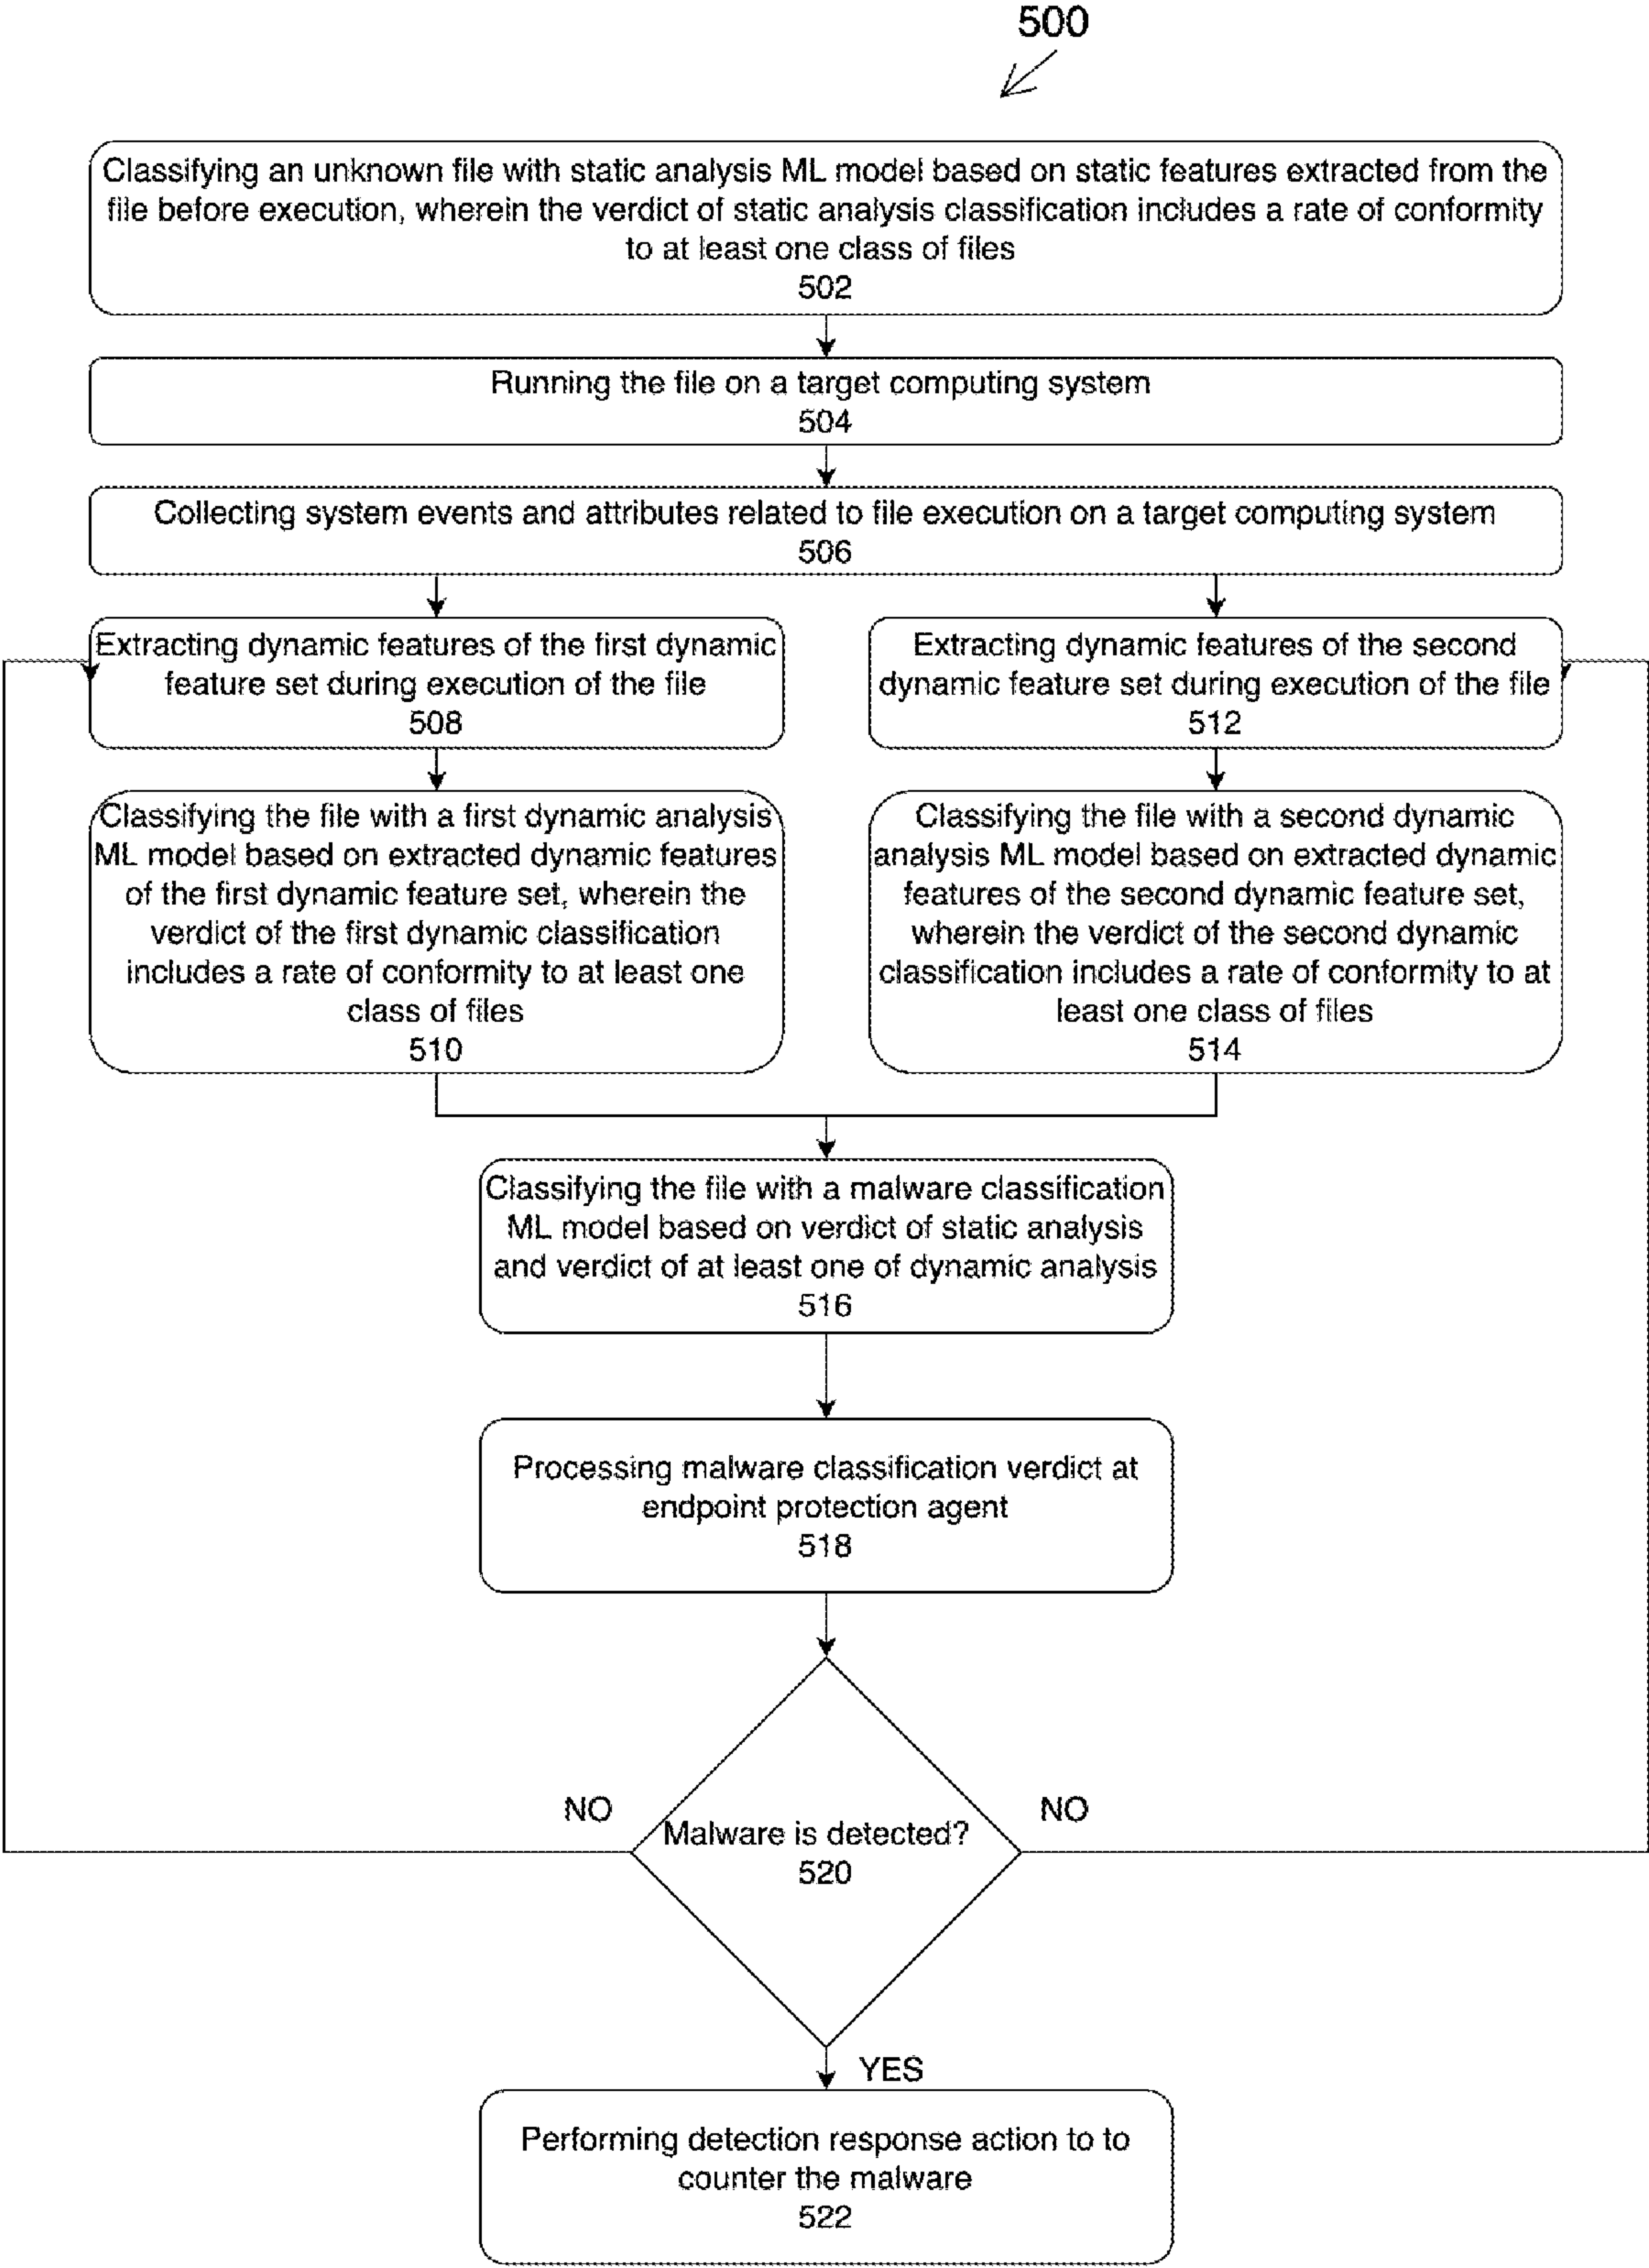 500
Classifying an unknown file with static analysis ML model based on static features extracted from the
file before execution, wherein the verdict of static analysis classification includes a rate of conformity
to at least one class of files
502
Running the file on a target computing system
504
Collecting system events and attributes related to file execution on a target computing system
506
Extracting dynamic features of the first dynamic
feature set during execution of the file
508
Extracting dynamic features of the second
dynamic feature set during execution of the file
512
Classifying the file with a first dynamic analysis
ML model based on extracted dynamic features
of the first dynamic feature set, wherein the
verdict of the first dynamic classification
includes a rate of conformity to at least one
class of files
510
Classifying the file with a second dynamic
analysis ML model based on extracted dynamic
features of the second dynamic feature set,
wherein the verdict of the second dynamic
classification includes a rate of conformity to at
least one class of files
514
Classifying the file with a malware classification
ML model based on verdict of static analysis
and verdict of at least one of dynamic analysis
516
Processing malware classification verdict at
endpoint protection agent
518
NO
NO
Malware is detected?
520
YES
Performing detection response action to to
counter the malware
522